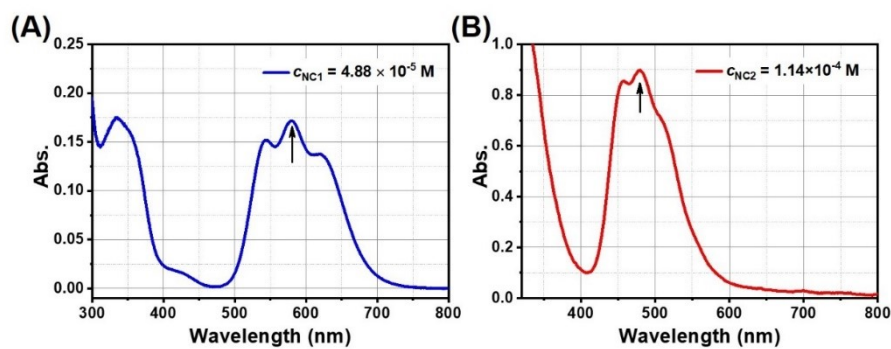 (A)
0.25
0.20
0.15
0.10
0.05
0.00
Abs.
cNC1 = 4.88 × 10-5 M
300 400 500 600 700 800
Wavelength (nm)
(B)
1.0
0.8
0.6
0.4
0.2
0.0
Abs.
cNC2 = 1.14×10-4 M
400 500 600 700 800
Wavelength (nm)